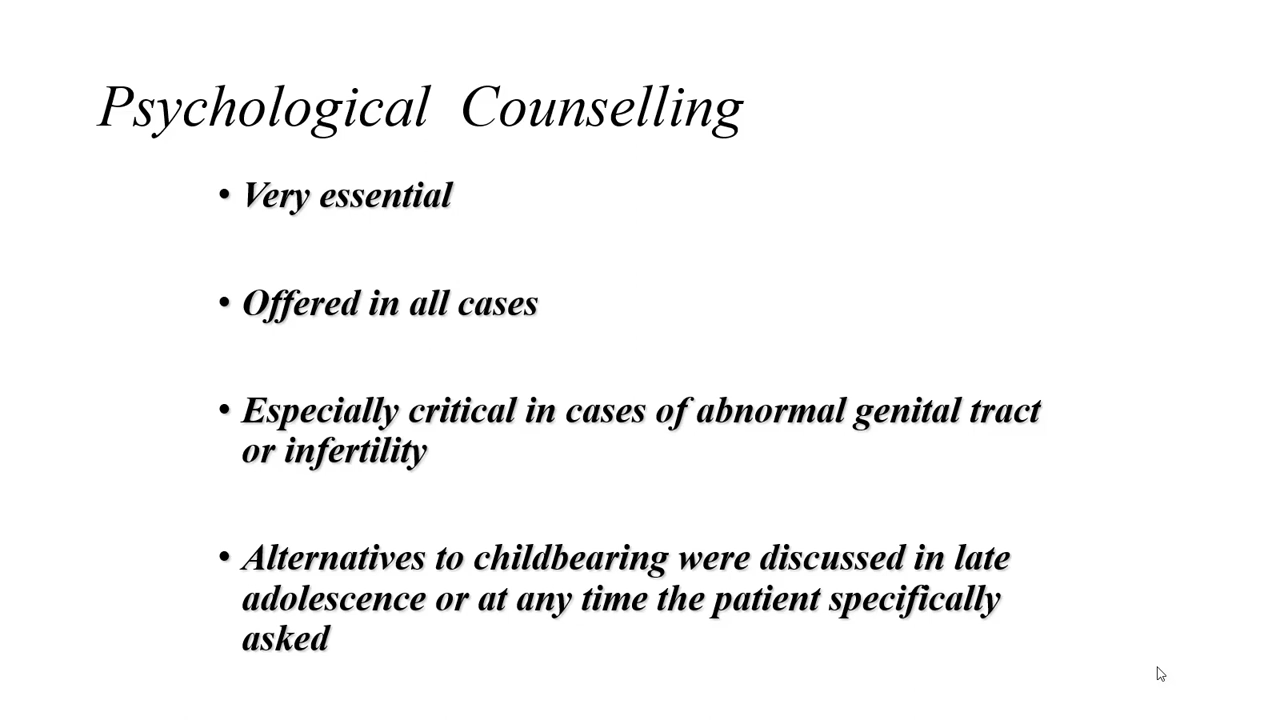 Psychological Counselling
• Very essential
• Offered in all cases
• Especially critical in cases of abnormal genital tract
or infertility
• Alternatives to childbearing were discussed in late
adolescence or at any time the patient specifically
asked